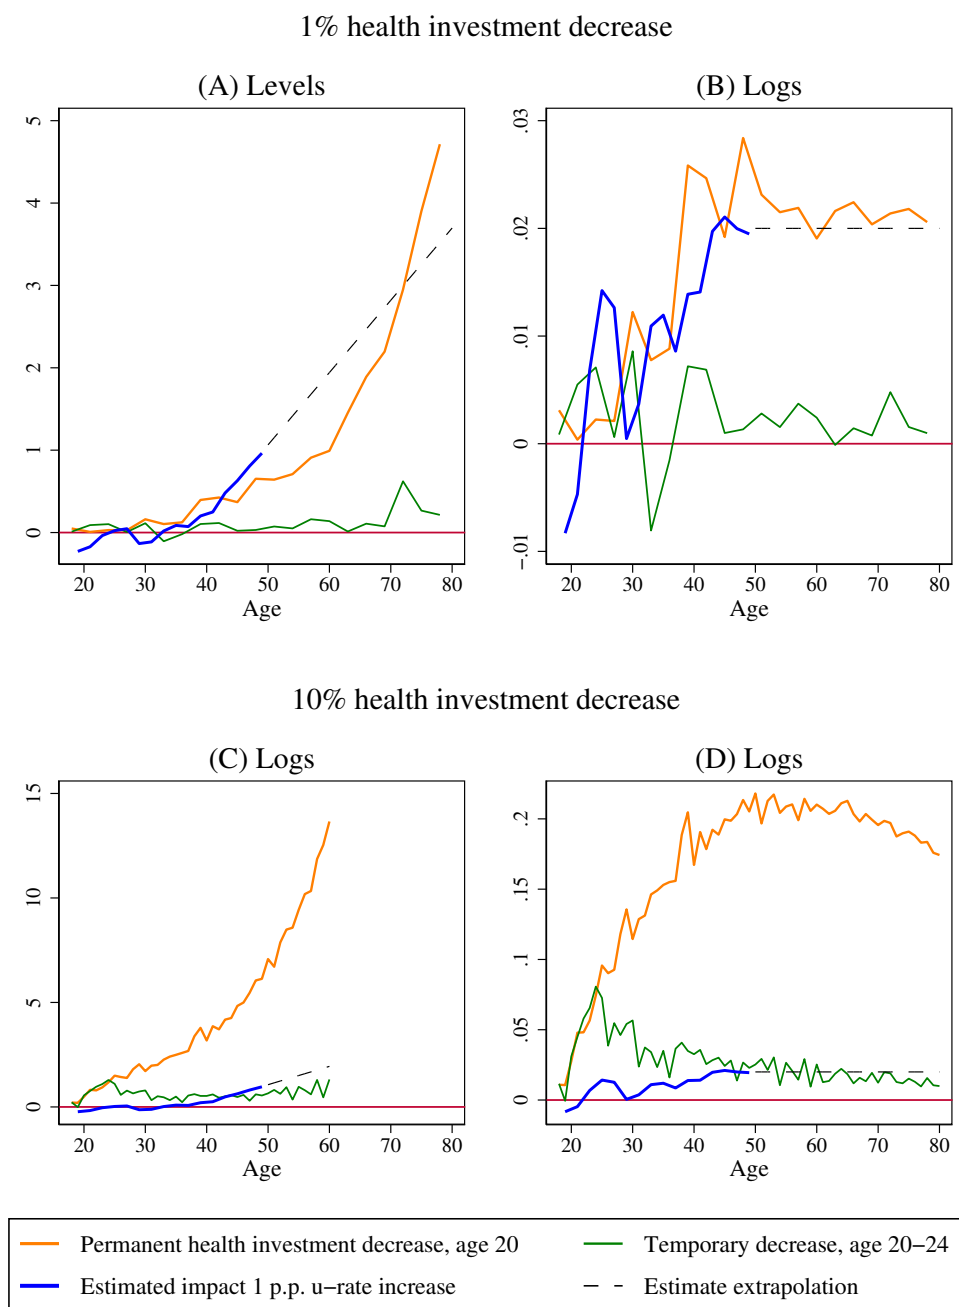 1% health investment decrease
(A) Levels
(B) Logs
5
4
3
2
1
0
20 30 40 50 60 70 80
Age
.03
.02
.01
0
−.01
20 30 40 50 60 70 80
Age
10% health investment decrease
(C) Logs
(D) Logs
15
10
5
0
20 30 40 50 60 70 80
Age
.2
.15
.1
.05
0
20 30 40 50 60 70 80
Age
Permanent health investment decrease, age 20
Temporary decrease, age 20−24
Estimated impact 1 p.p. u−rate increase
Estimate extrapolation